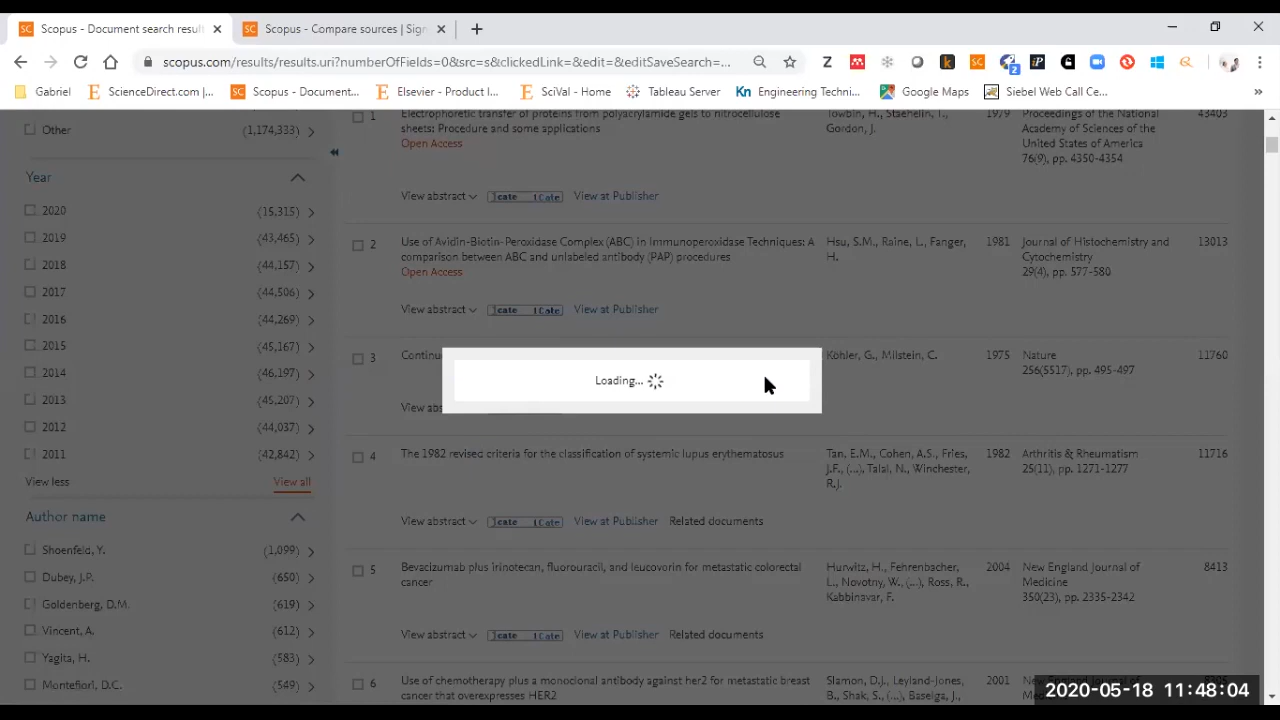 Scopus - Document search result
Scopus - Compare sources | Sign
scopus.com/results/results.uri?numberOfFields=0&src=s&clickedLink=&edit=&editSaveSearch=...
Gabriel
ScienceDirect.com |...
Scopus - Document...
Elsevier - Product I...
SciVal - Home
Tableau Server
Engineering Techni...
Google Maps
Siebel Web Call Ce...
Other (1,174,333)
Year
2020 (15,315)
2019 (43,465)
2018 (44,157)
2017 (44,506)
2016 (44,269)
2015 (45,167)
2014 (46,197)
2013 (45,207)
2012 (44,037)
2011 (42,842)
View less View all
Author name
Shoenfeld, Y. (1,099)
Dubey, J.P. (650)
Goldenberg, D.M. (619)
Vincent, A. (612)
Yagita, H. (583)
Montefiori, D.C. (549)
1 Electrophoretic transfer of proteins from polyacrylamide gels to nitrocellulose Towbin, H., Staehelin, T., 1979 Proceedings of the National 43403
sheets: Procedure and some applications Gordon, J. Academy of Sciences of the
Open Access United States of America
76(9), pp. 4350-4354
View abstract View at Publisher
2 Use of Avidin-Biotin-Peroxidase Complex (ABC) in Immunoperoxidase Techniques: A Hsu, S.M., Raine, L., Fanger, 1981 Journal of Histochemistry and 13013
comparison between ABC and unlabeled antibody (PAP) procedures H. Cytochemistry
Open Access 29(4), pp. 577-580
View abstract View at Publisher
3 Continu Köhler, G., Milstein, C. 1975 Nature 11760
256(5517), pp. 495-497
Loading...
View abs
4 The 1982 revised criteria for the classification of systemic lupus erythematosus Tan, E.M., Cohen, A.S., Fries, 1982 Arthritis & Rheumatism 11716
J.F., (...), Talal, N., Winchester, 25(11), pp. 1271-1277
R.J.
View abstract View at Publisher Related documents
5 Bevacizumab plus irinotecan, fluorouracil, and leucovorin for metastatic colorectal Hurwitz, H., Fehrenbacher, 2004 New England Journal of 8413
cancer L., Novotny, W., (...), Ross, R., Medicine
Kabbinavar, F. 350(23), pp. 2335-2342
View abstract View at Publisher Related documents
6 Use of chemotherapy plus a monoclonal antibody against her2 for metastatic breast Slamon, D.J., Leyland-Jones, 2001
cancer that overexpresses HER2 B., Shak, S., (...), Baselga, J.,
2020-05-18 11:48:04